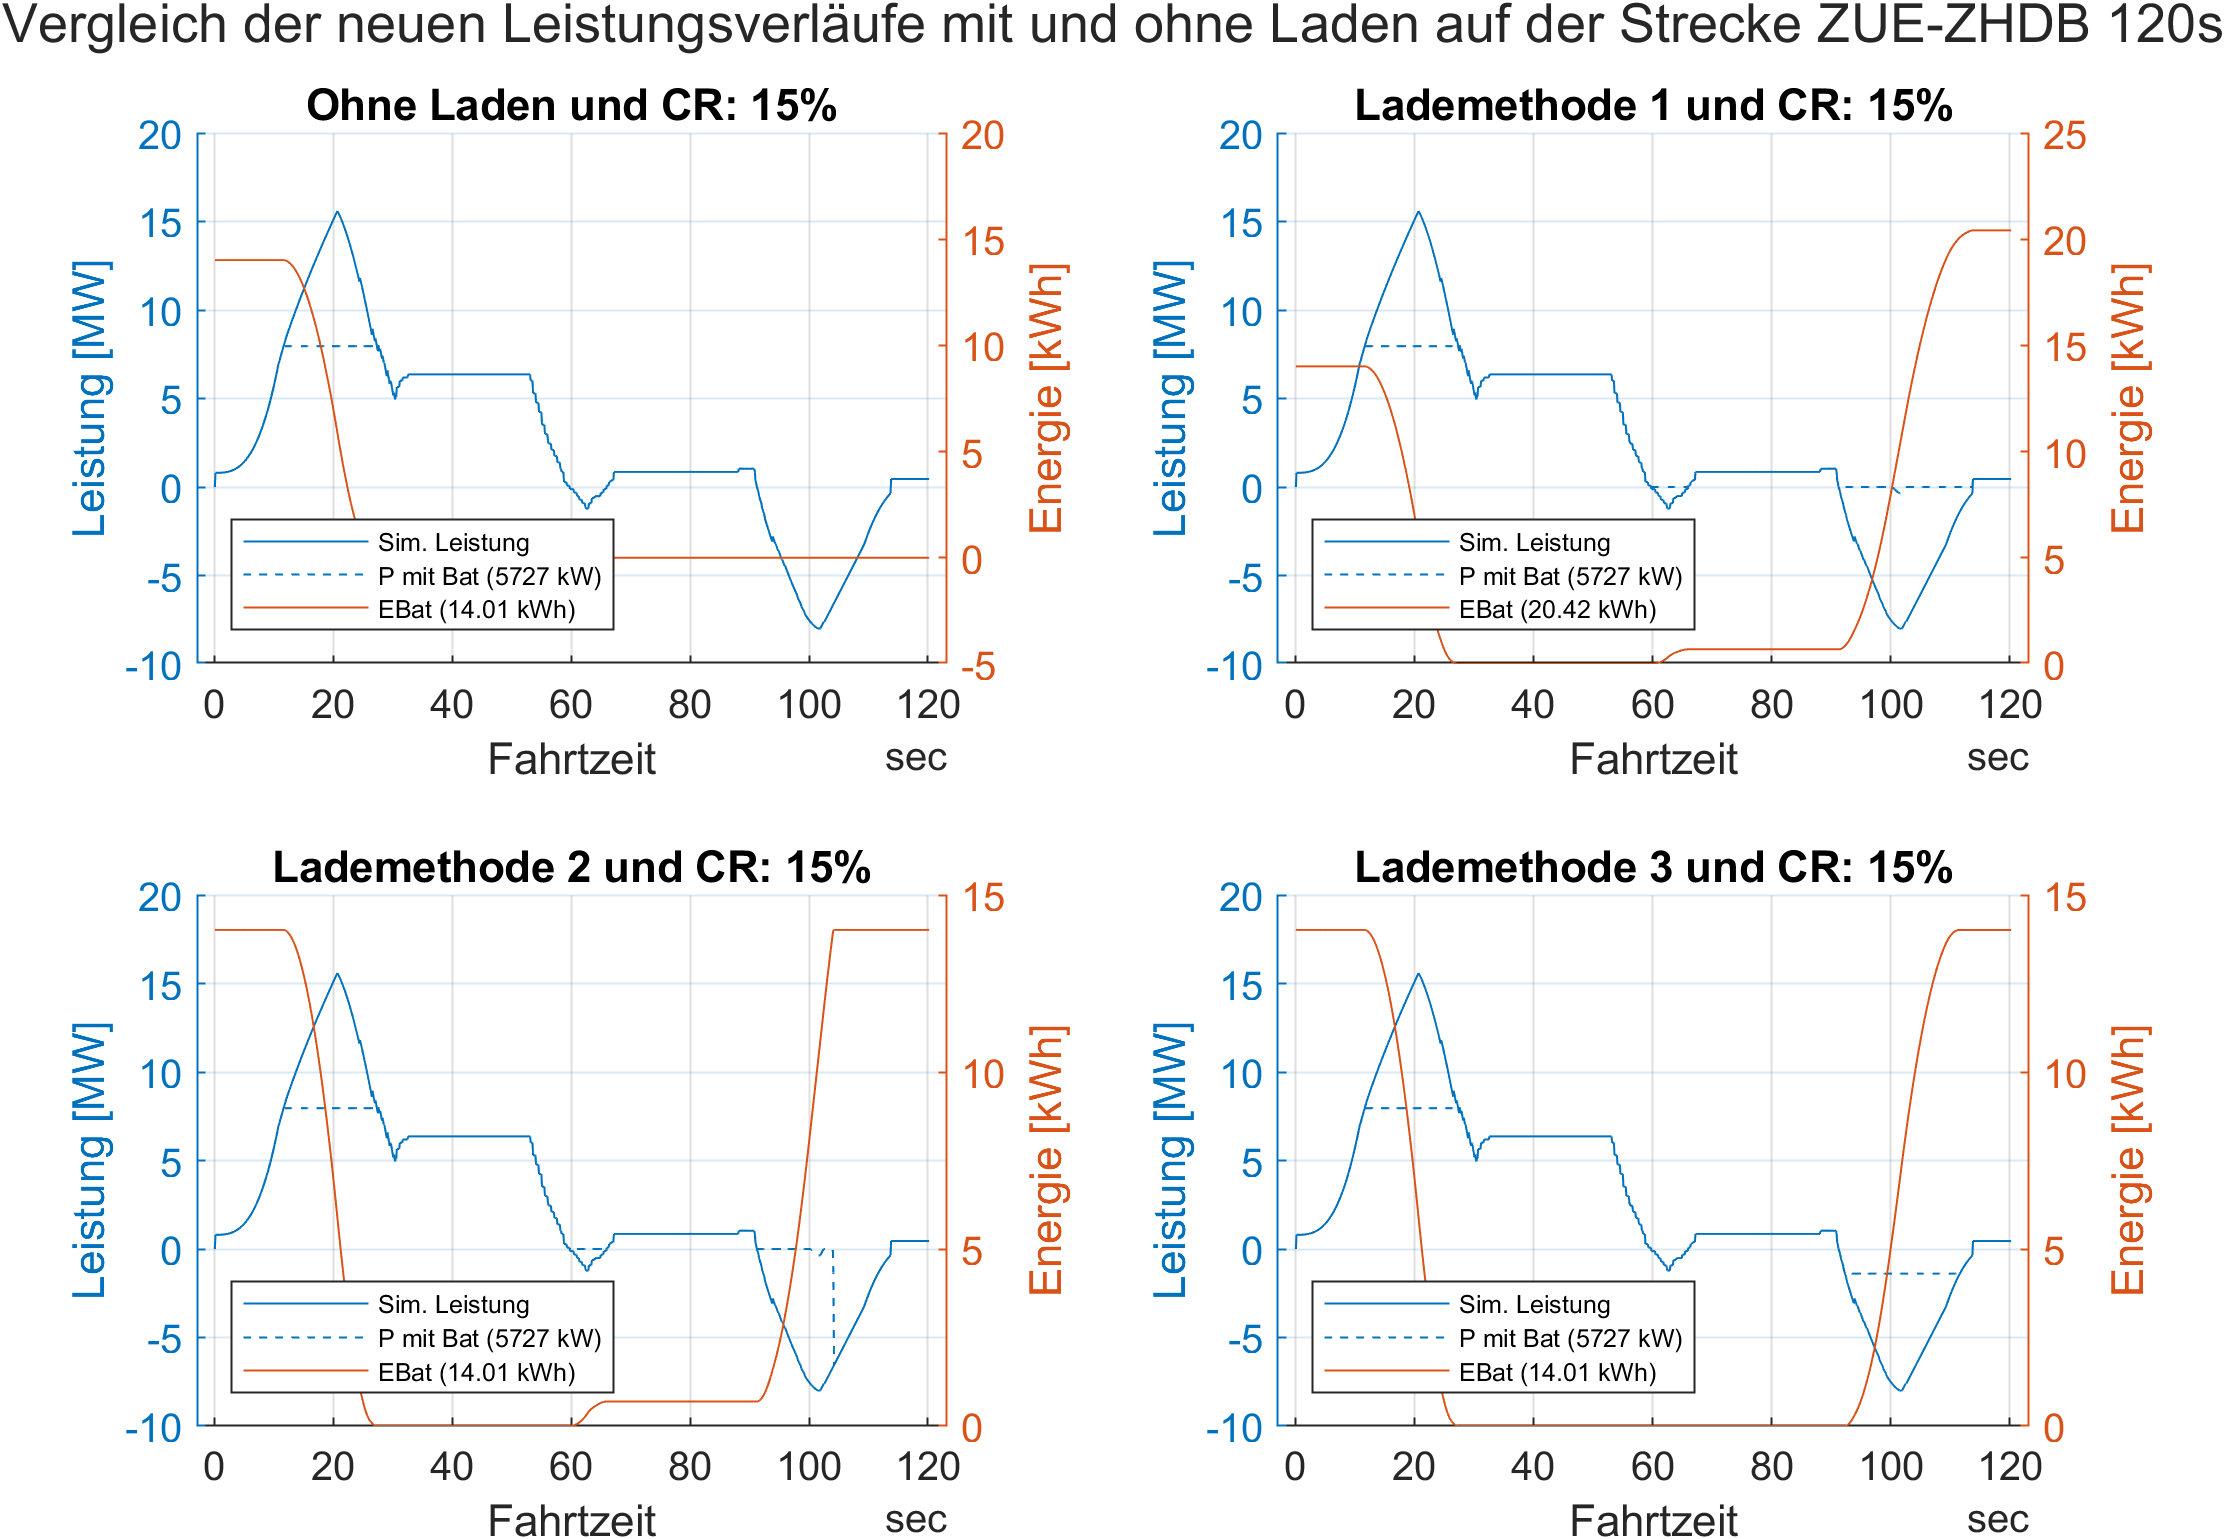 Vergleich der neuen Leistungsverläufe mit und ohne Laden auf der Strecke ZUE-ZHDB 120s
Ohne Laden und CR: 15%
20
15
10
5
0
-5
-10
Leistung [MW]
20
15
10
5
0
-5
Energie [kWh]
Sim. Leistung
P mit Bat (5727 kW)
EBat (14.01 kWh)
0 20 40 60 80 100 120
Fahrtzeit sec
Lademethode 1 und CR: 15%
20
15
10
5
0
-5
-10
Leistung [MW]
25
20
15
10
5
0
Energie [kWh]
Sim. Leistung
P mit Bat (5727 kW)
EBat (20.42 kWh)
0 20 40 60 80 100 120
Fahrtzeit sec
Lademethode 2 und CR: 15%
20
15
10
5
0
-5
-10
Leistung [MW]
15
10
5
0
Energie [kWh]
Sim. Leistung
P mit Bat (5727 kW)
EBat (14.01 kWh)
0 20 40 60 80 100 120
Fahrtzeit sec
Lademethode 3 und CR: 15%
20
15
10
5
0
-5
-10
Leistung [MW]
15
10
5
0
Energie [kWh]
Sim. Leistung
P mit Bat (5727 kW)
EBat (14.01 kWh)
0 20 40 60 80 100 120
Fahrtzeit sec